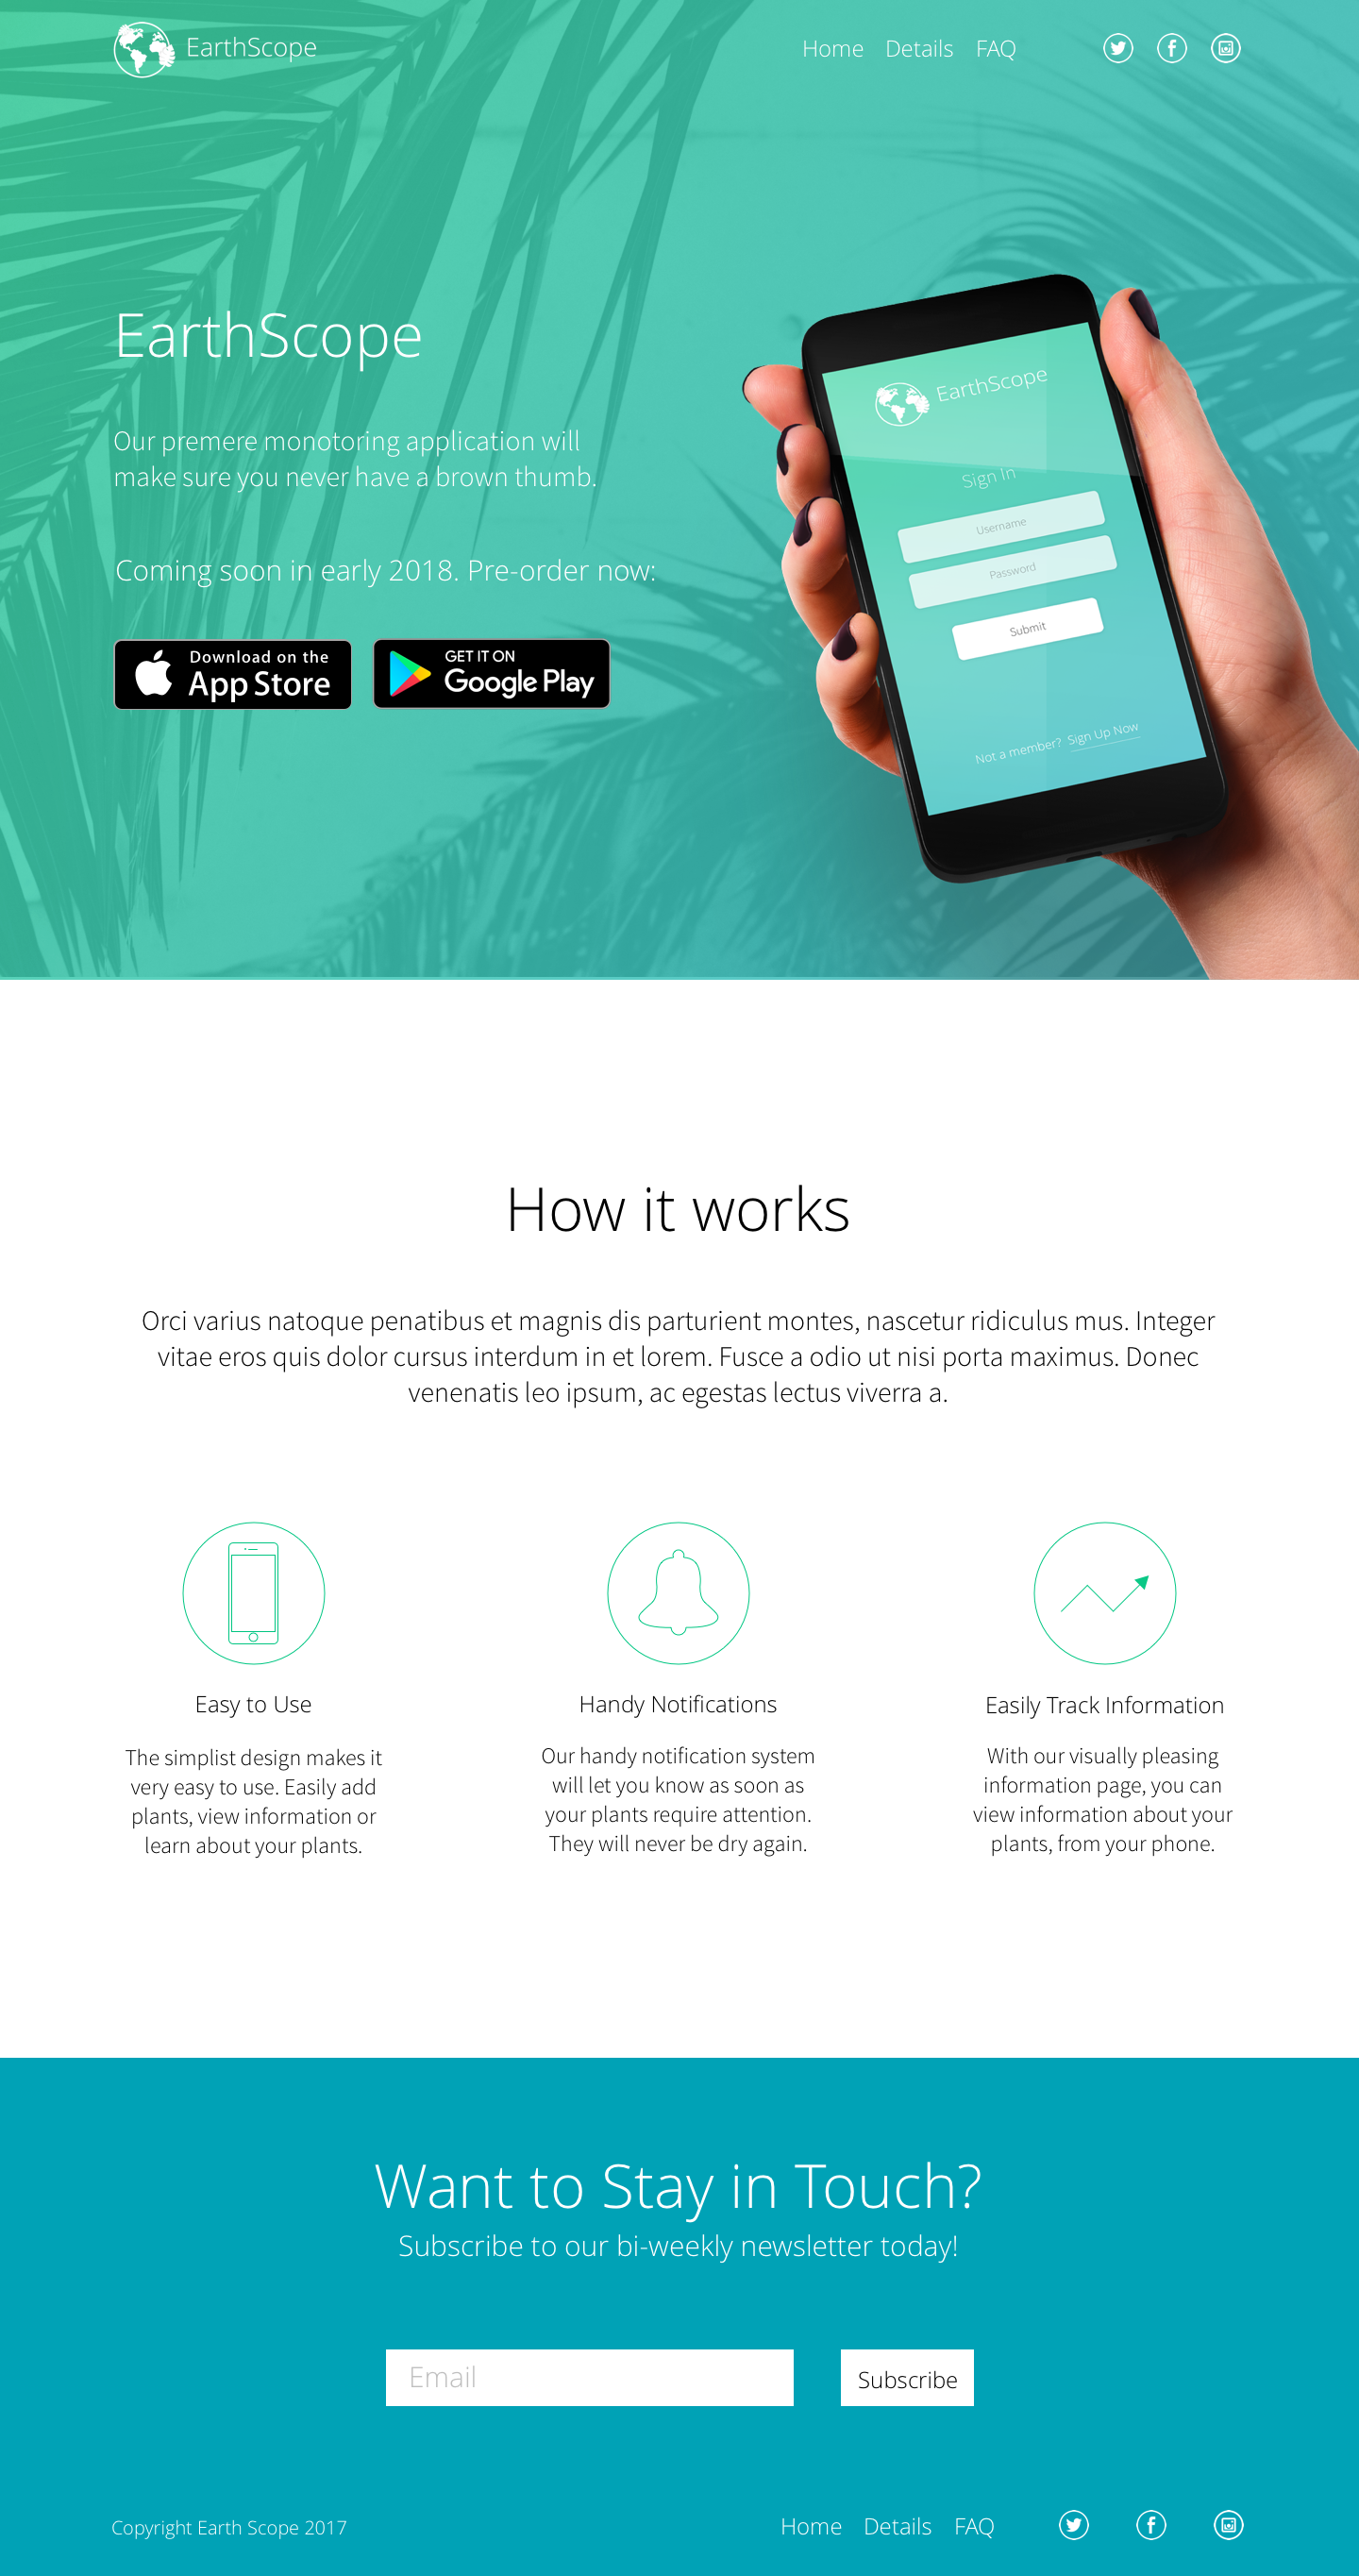 EarthScope
Home Details FAQ
EarthScope
Our premere monotoring application will
make sure you never have a brown thumb.
Coming soon in early 2018. Pre-order now:
Download on the
App Store
GET IT ON
Google Play
EarthScope
Sign In
Username
Password
Submit
Not a member? Sign Up Now
How it works
Orci varius natoque penatibus et magnis dis parturient montes, nascetur ridiculus mus. Integer
vitae eros quis dolor cursus interdum in et lorem. Fusce a odio ut nisi porta maximus. Donec
venenatis leo ipsum, ac egestas lectus viverra a.
Easy to Use
The simplist design makes it
very easy to use. Easily add
plants, view information or
learn about your plants.
Handy Notifications
Our handy notification system
will let you know as soon as
your plants require attention.
They will never be dry again.
Easily Track Information
With our visually pleasing
information page, you can
view information about your
plants, from your phone.
Want to Stay in Touch?
Subscribe to our bi-weekly newsletter today!
Email
Subscribe
Copyright Earth Scope 2017
Home Details FAQ